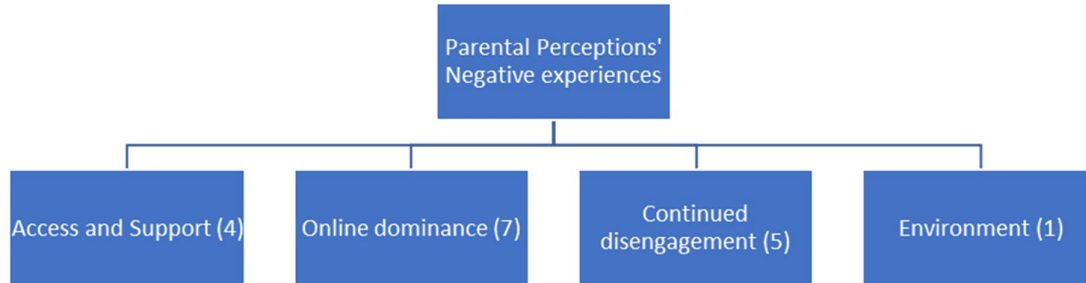 Parental Perceptions'
Negative experiences
Access and Support (4)
Online dominance (7)
Continued
disengagement (5)
Environment (1)